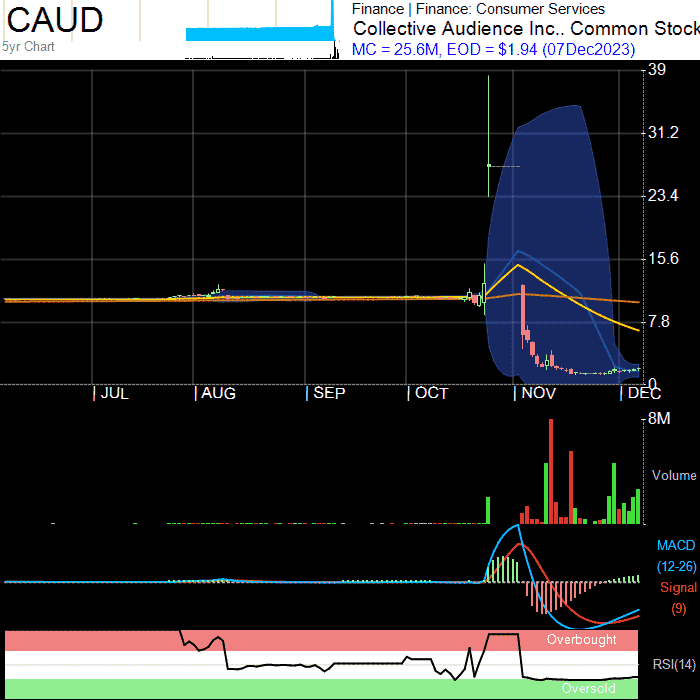 CAUD
5yr Chart
Finance | Finance: Consumer Services
Collective Audience Inc.. Common Stock
MC = 25.6M, EOD = $1.94 (07Dec2023)
39
31.2
23.4
15.6
7.8
0
| JUL | AUG | SEP | OCT | NOV | DEC
8M
Volume
MACD
(12-26)
Signal
(9)
Overbought
RSI(14)
Oversold